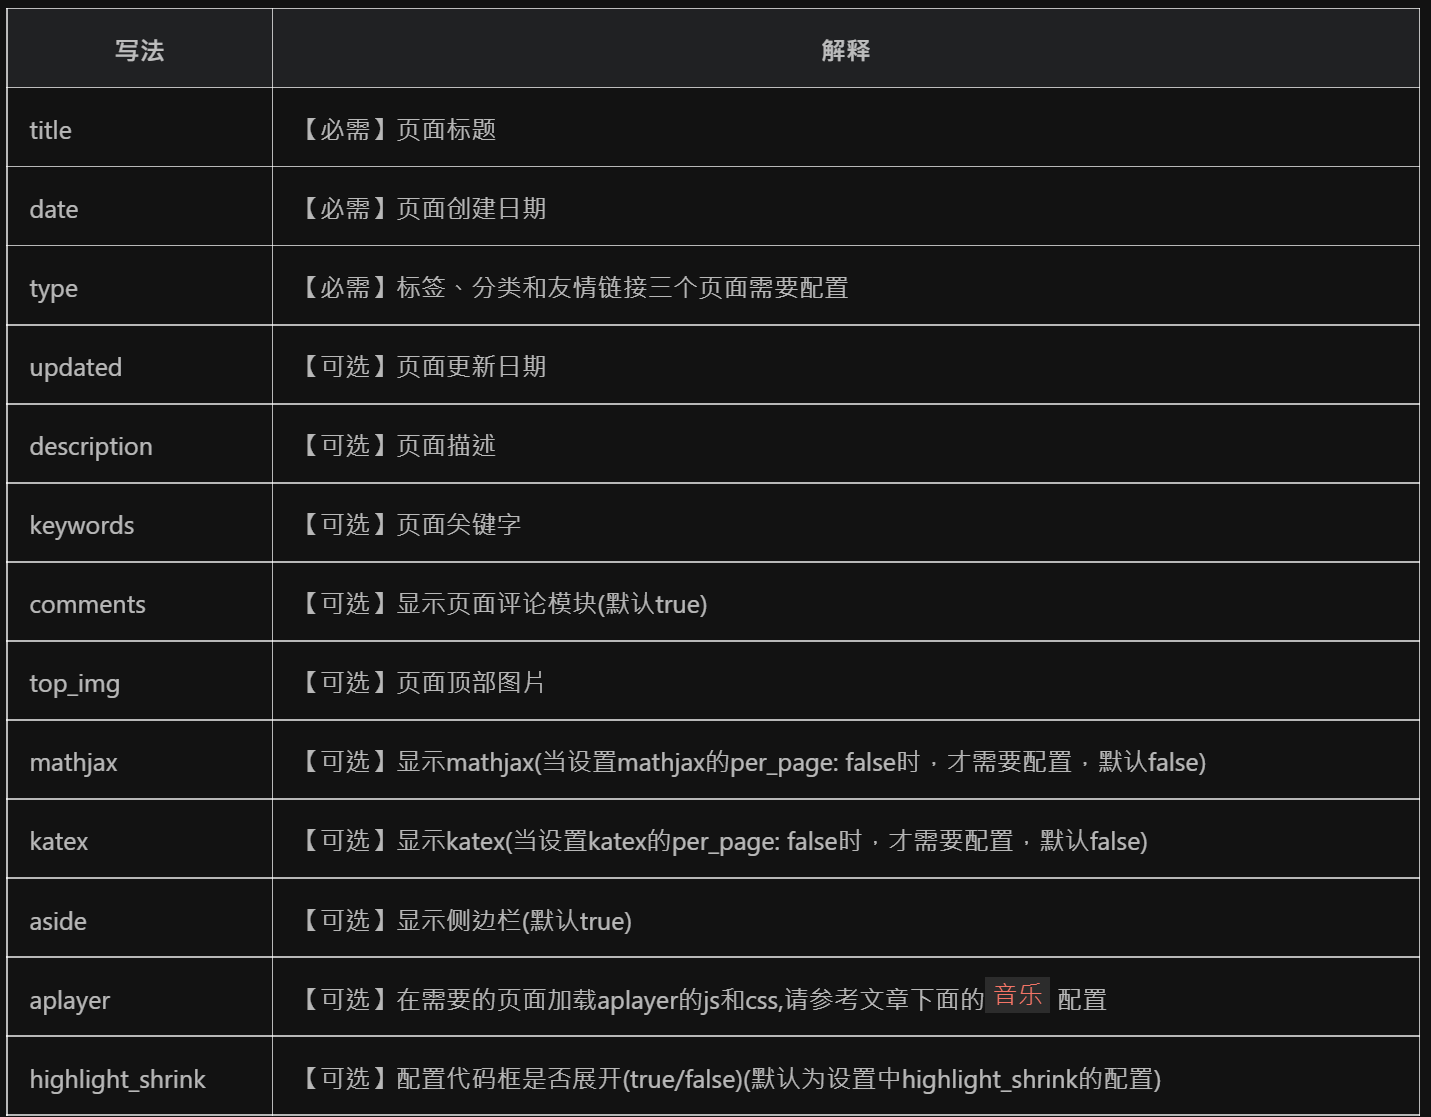 写法 解释
title 【必需】页面标题
date 【必需】页面创建日期
type 【必需】标签、分类和友情链接三个页面需要配置
updated 【可选】页面更新日期
description 【可选】页面描述
keywords 【可选】页面关键字
comments 【可选】显示页面评论模块(默认true)
top_img 【可选】页面顶部图片
mathjax 【可选】显示mathjax(当设置mathjax的per_page: false时，才需要配置，默认false)
katex 【可选】显示katex(当设置katex的per_page: false时，才需要配置，默认false)
aside 【可选】显示侧边栏(默认true)
aplayer 【可选】在需要的页面加载aplayer的js和css,请参考文章下面的 音乐 配置
highlight_shrink 【可选】配置代码框是否展开(true/false)(默认为设置中highlight_shrink的配置)